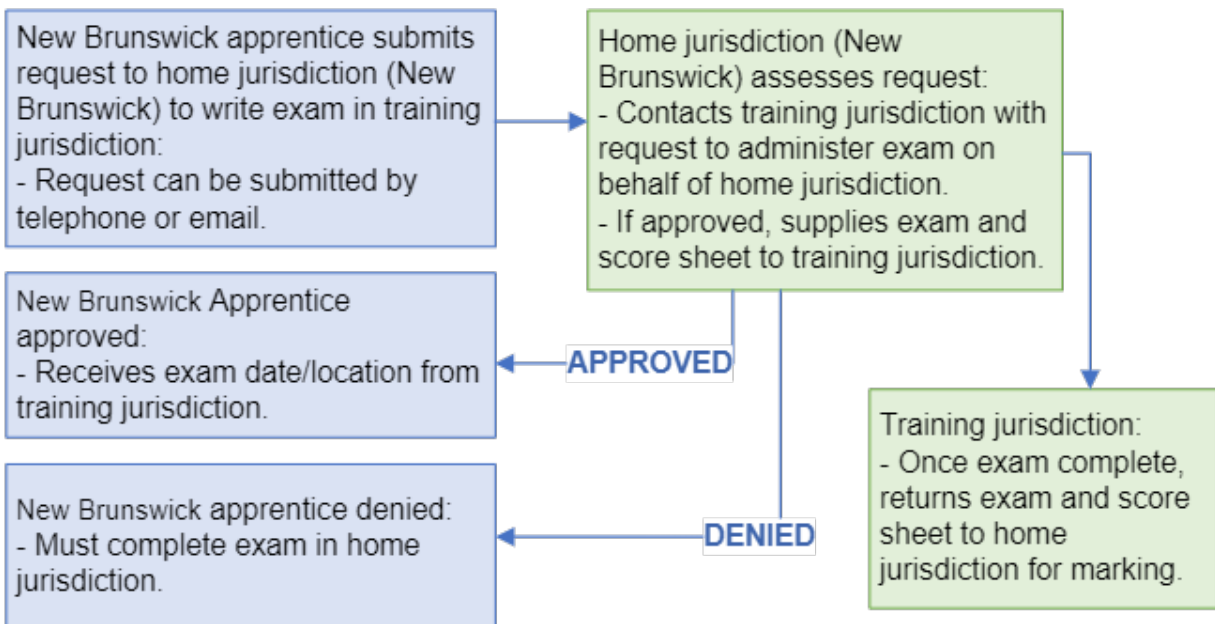 New Brunswick apprentice submits
request to home jurisdiction (New
Brunswick) to write exam in training
jurisdiction:
- Request can be submitted by
telephone or email.
Home jurisdiction (New
Brunswick) assesses request:
- Contacts training jurisdiction with
request to administer exam on
behalf of home jurisdiction.
- If approved, supplies exam and
score sheet to training jurisdiction.
New Brunswick Apprentice
approved:
- Receives exam date/location from
training jurisdiction.
APPROVED
New Brunswick apprentice denied:
- Must complete exam in home
jurisdiction.
DENIED
Training jurisdiction:
- Once exam complete,
returns exam and score
sheet to home
jurisdiction for marking.